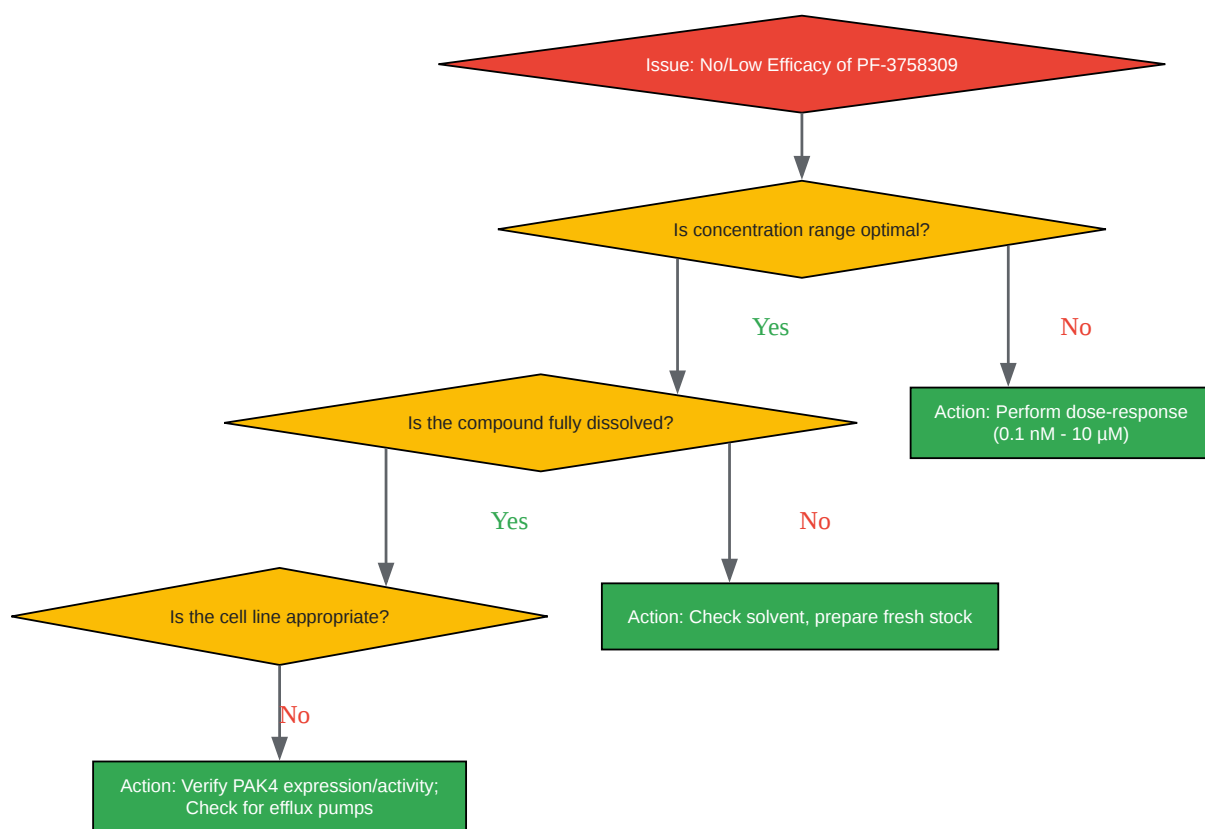 Issue: No/Low Efficacy of PF-3758309
Is concentration range optimal?
Yes
No
Is the compound fully dissolved?
Action: Perform dose-response
(0.1 nM - 10 µM)
Yes
No
Is the cell line appropriate?
Action: Check solvent, prepare fresh stock
No
Action: Verify PAK4 expression/activity;
Check for efflux pumps